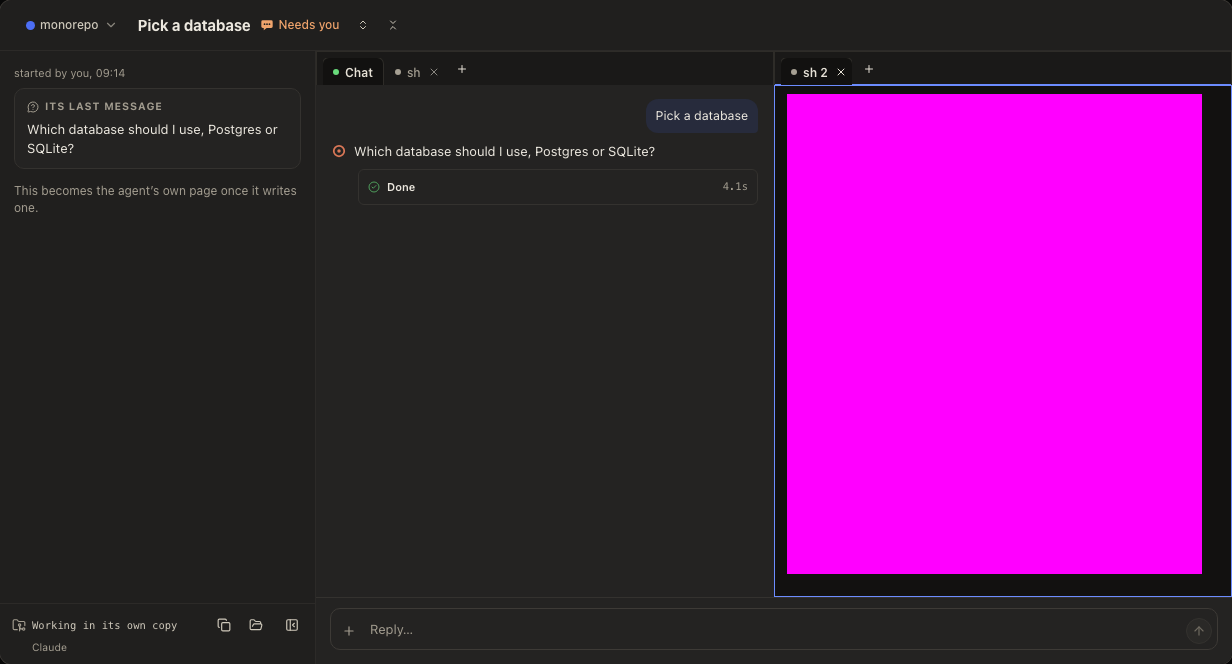 monorepo
Pick a database
Needs you
started by you, 09:14
ITS LAST MESSAGE
Which database should I use, Postgres or
SQLite?
This becomes the agent’s own page once it writes
one.
Working in its own copy
Claude
Chat
sh
sh 2
Pick a database
Which database should I use, Postgres or SQLite?
Done
4.1s
Reply…